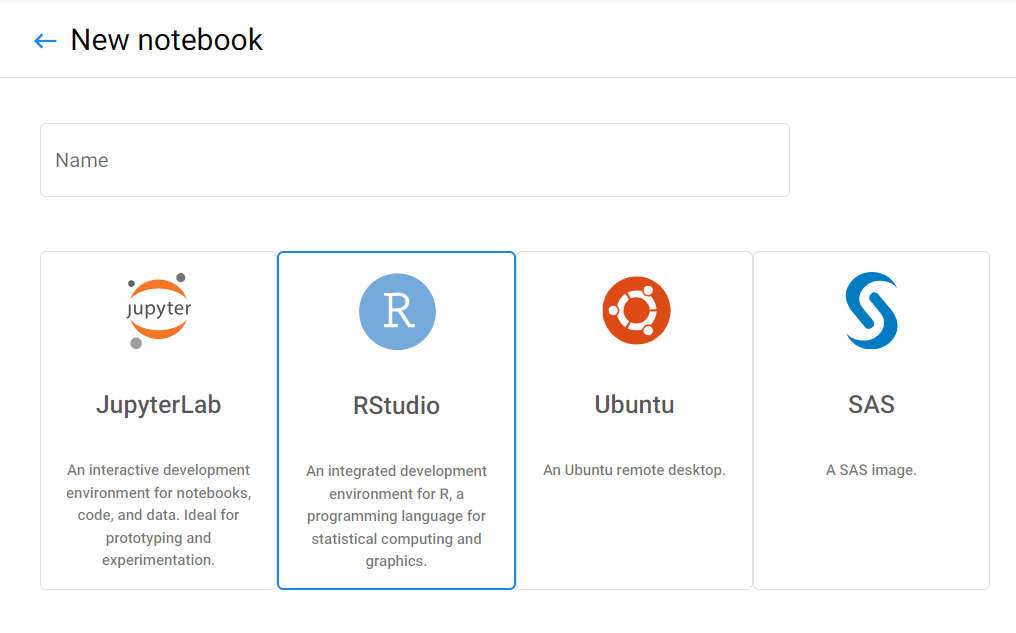 New notebook
Name
jupyter
R
JupyterLab
An interactive development
environment for notebooks,
code, and data. Ideal for
prototyping and
experimentation.
RStudio
An integrated development
environment for R, a
programming language for
statistical computing and
graphics.
Ubuntu
An Ubuntu remote desktop.
SAS
A SAS image.